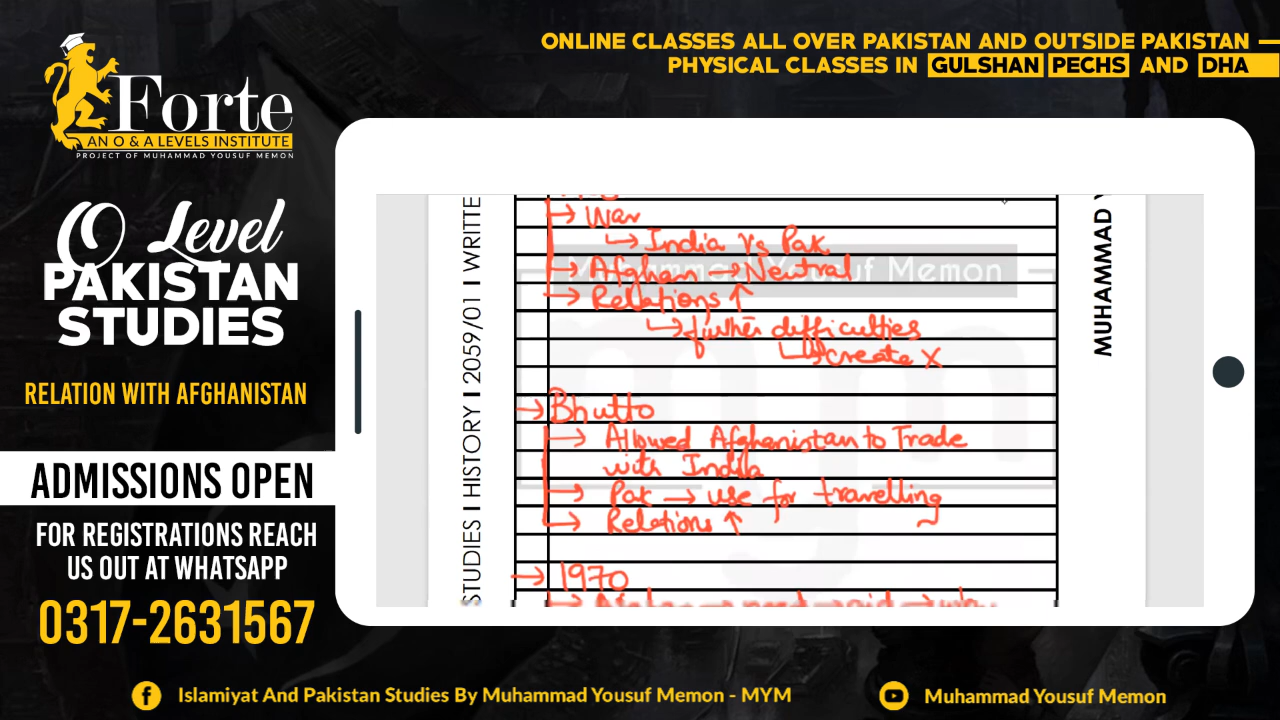 ONLINE CLASSES ALL OVER PAKISTAN AND OUTSIDE PAKISTAN
PHYSICAL CLASSES IN GULSHAN PECHS AND DHA
Forte
AN O & A LEVELS INSTITUTE
PROJECT OF MUHAMMAD YOUSUF MEMON
O Level
PAKISTAN
STUDIES
RELATION WITH AFGHANISTAN
ADMISSIONS OPEN
FOR REGISTRATIONS REACH
US OUT AT WHATSAPP
0317-2631567
STUDIES I HISTORY I 2059/01 I WRITTE
→ War
↳ India Vs Pak
→ Afghan → Neutral
Muhammad Yousuf Memon
→ Relations ↑
↳ further difficulties
↳ create X
→ Bhutto
→ Allowed Afghanistan to Trade
with India
→ Pak → use for travelling
→ Relations ↑
→ 1970
→ Afghan → need → aid →
MUHAMMAD
mym
Islamiyat And Pakistan Studies By Muhammad Yousuf Memon - MYM
Muhammad Yousuf Memon